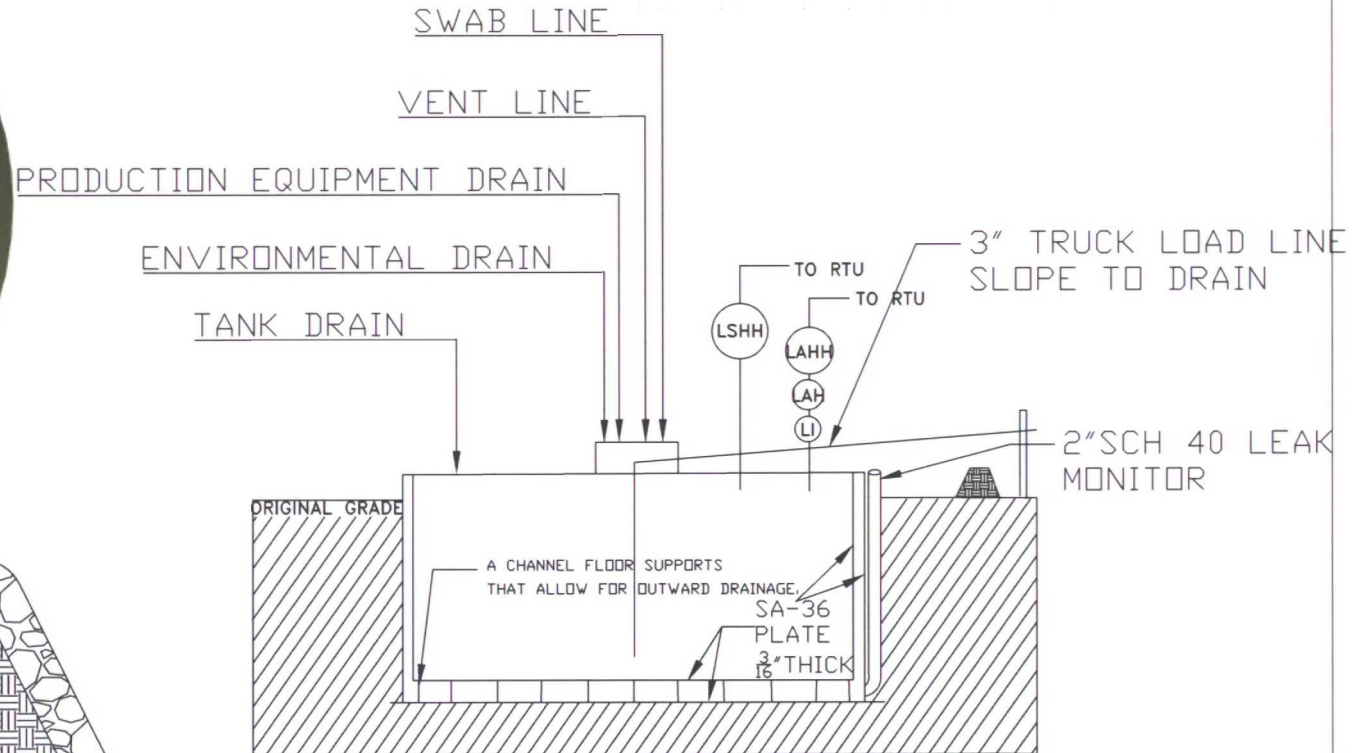 SWAB LINE
VENT LINE
PRODUCTION EQUIPMENT DRAIN
ENVIRONMENTAL DRAIN
TANK DRAIN
TO RTU
TO RTU
3" TRUCK LOAD LINE
SLOPE TO DRAIN
LSHH
LAHH
LAH
LI
2"SCH 40 LEAK
MONITOR
ORIGINAL GRADE
A CHANNEL FLOOR SUPPORTS
THAT ALLOW FOR OUTWARD DRAINAGE.
SA-36
PLATE
3/16"THICK